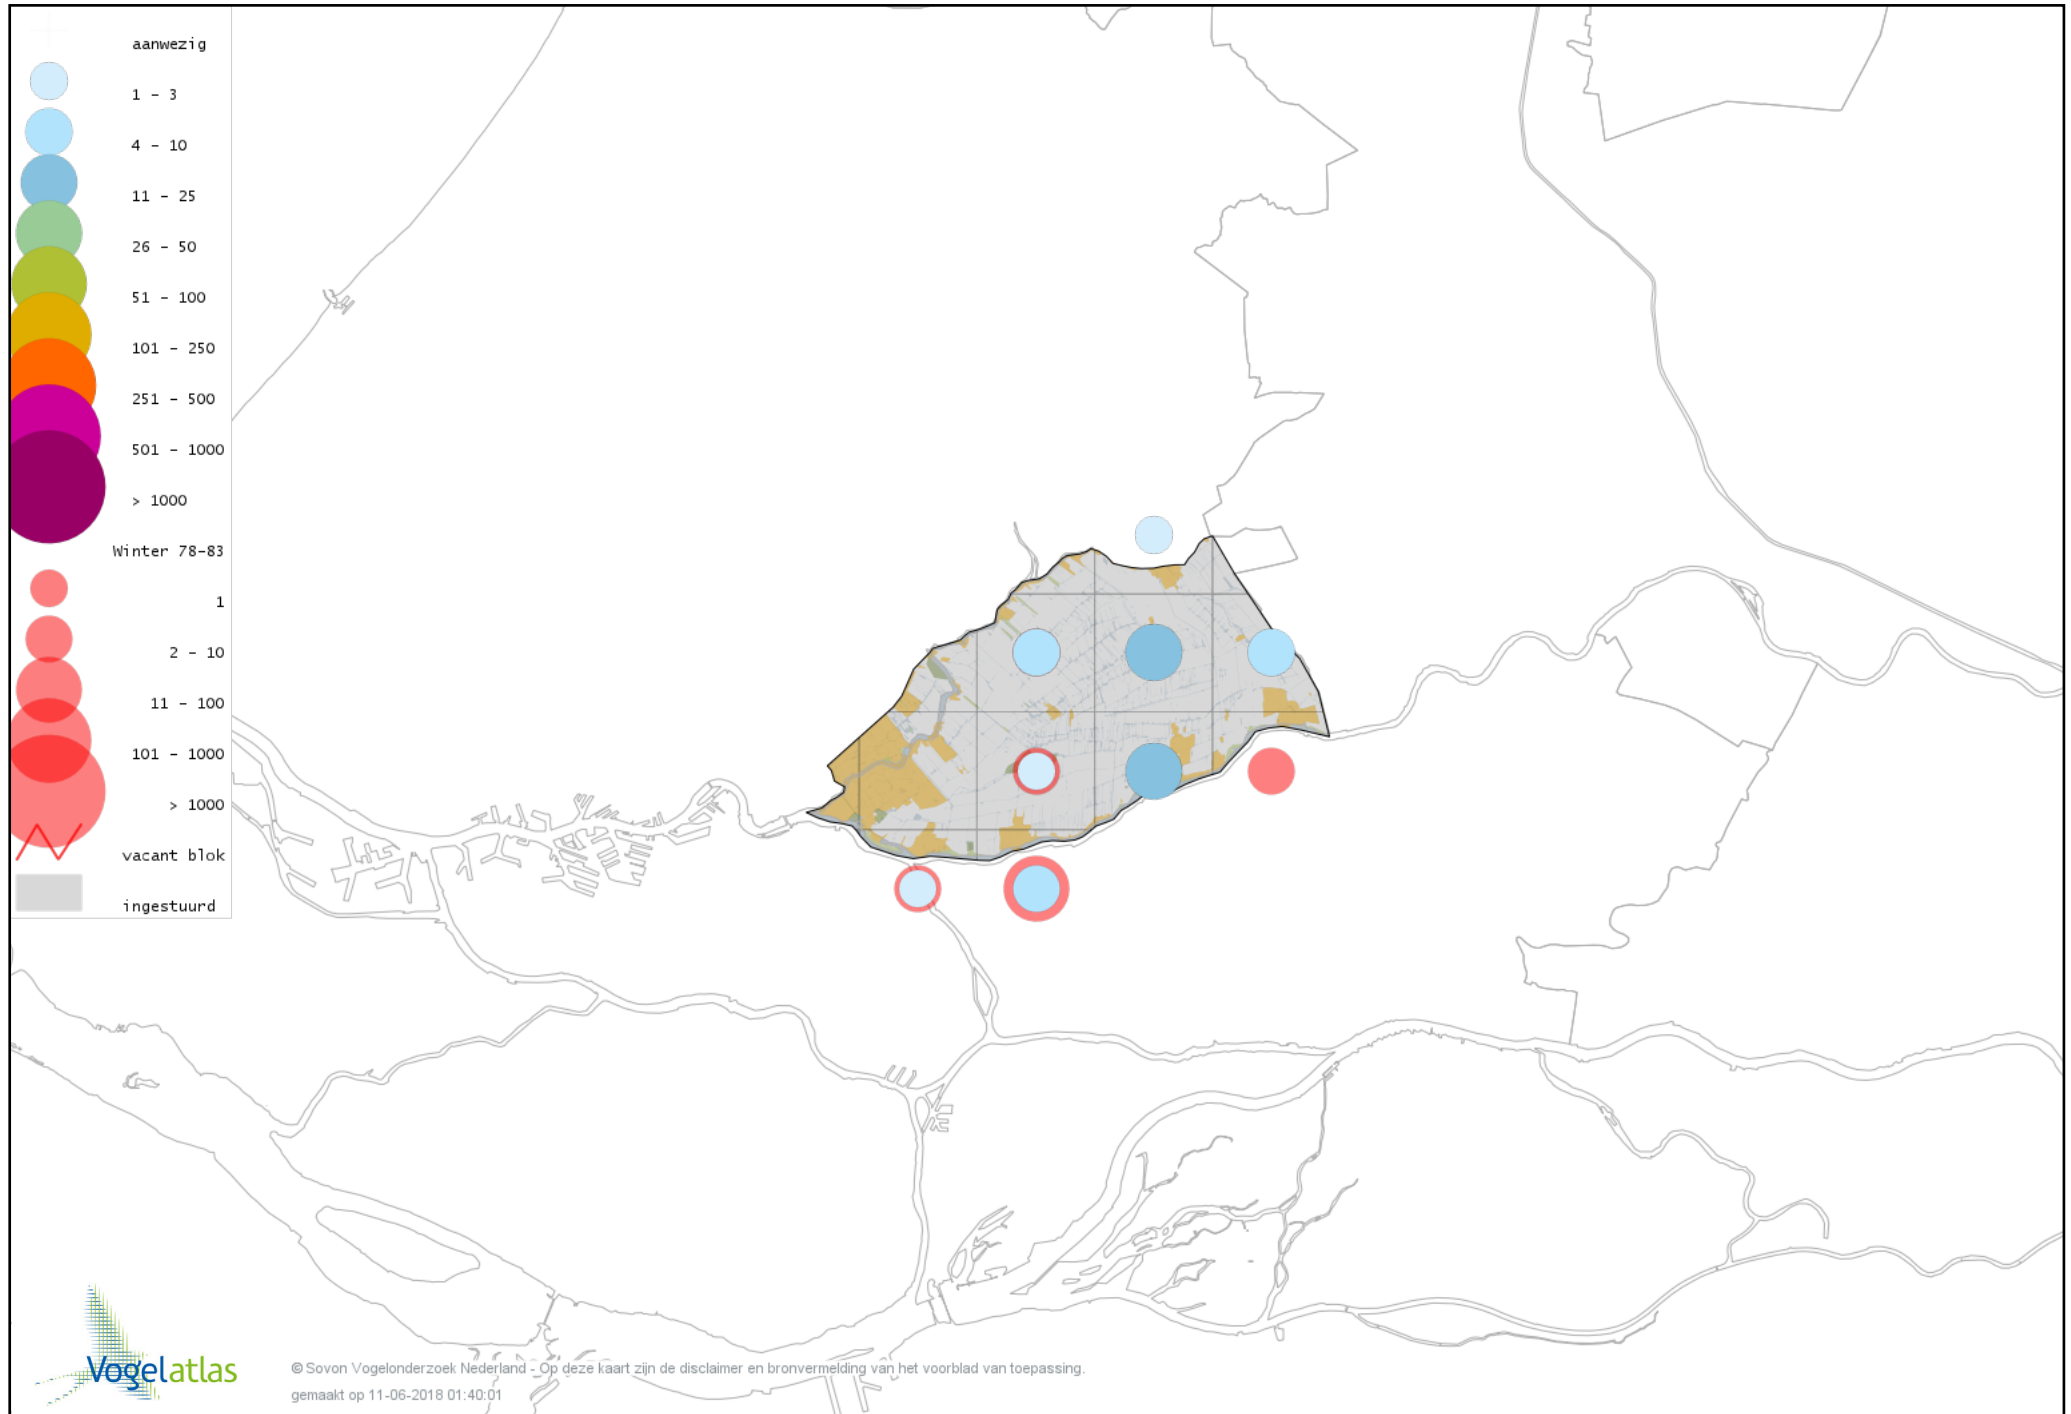 aanwezig
1 - 3
4 - 10
11 - 25
26 - 50
51 - 100
101 - 250
251 - 500
501 - 1000
> 1000
Winter 78-83
1
2 - 10
11 - 100
101 - 1000
> 1000
vacant blok
ingestuurd
Vogelatlas
© Sovon Vogelonderzoek Nederland - Op deze kaart zijn de disclaimer en bronvermelding van het voorblad van toepassing.
gemaakt op 11-06-2018 01:40:01